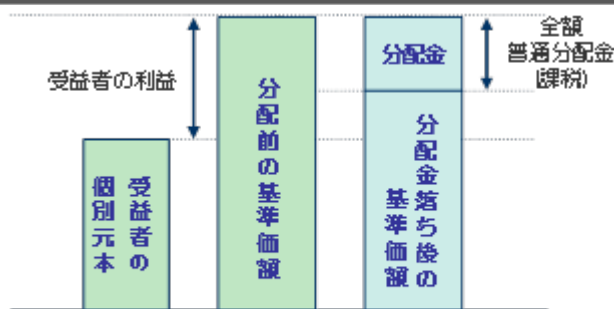 全額
普通分配金
(課税)
分配金
受益者の利益
分配前の基準価額
分配金落ち後の
基準価額
受益者の
個別元本